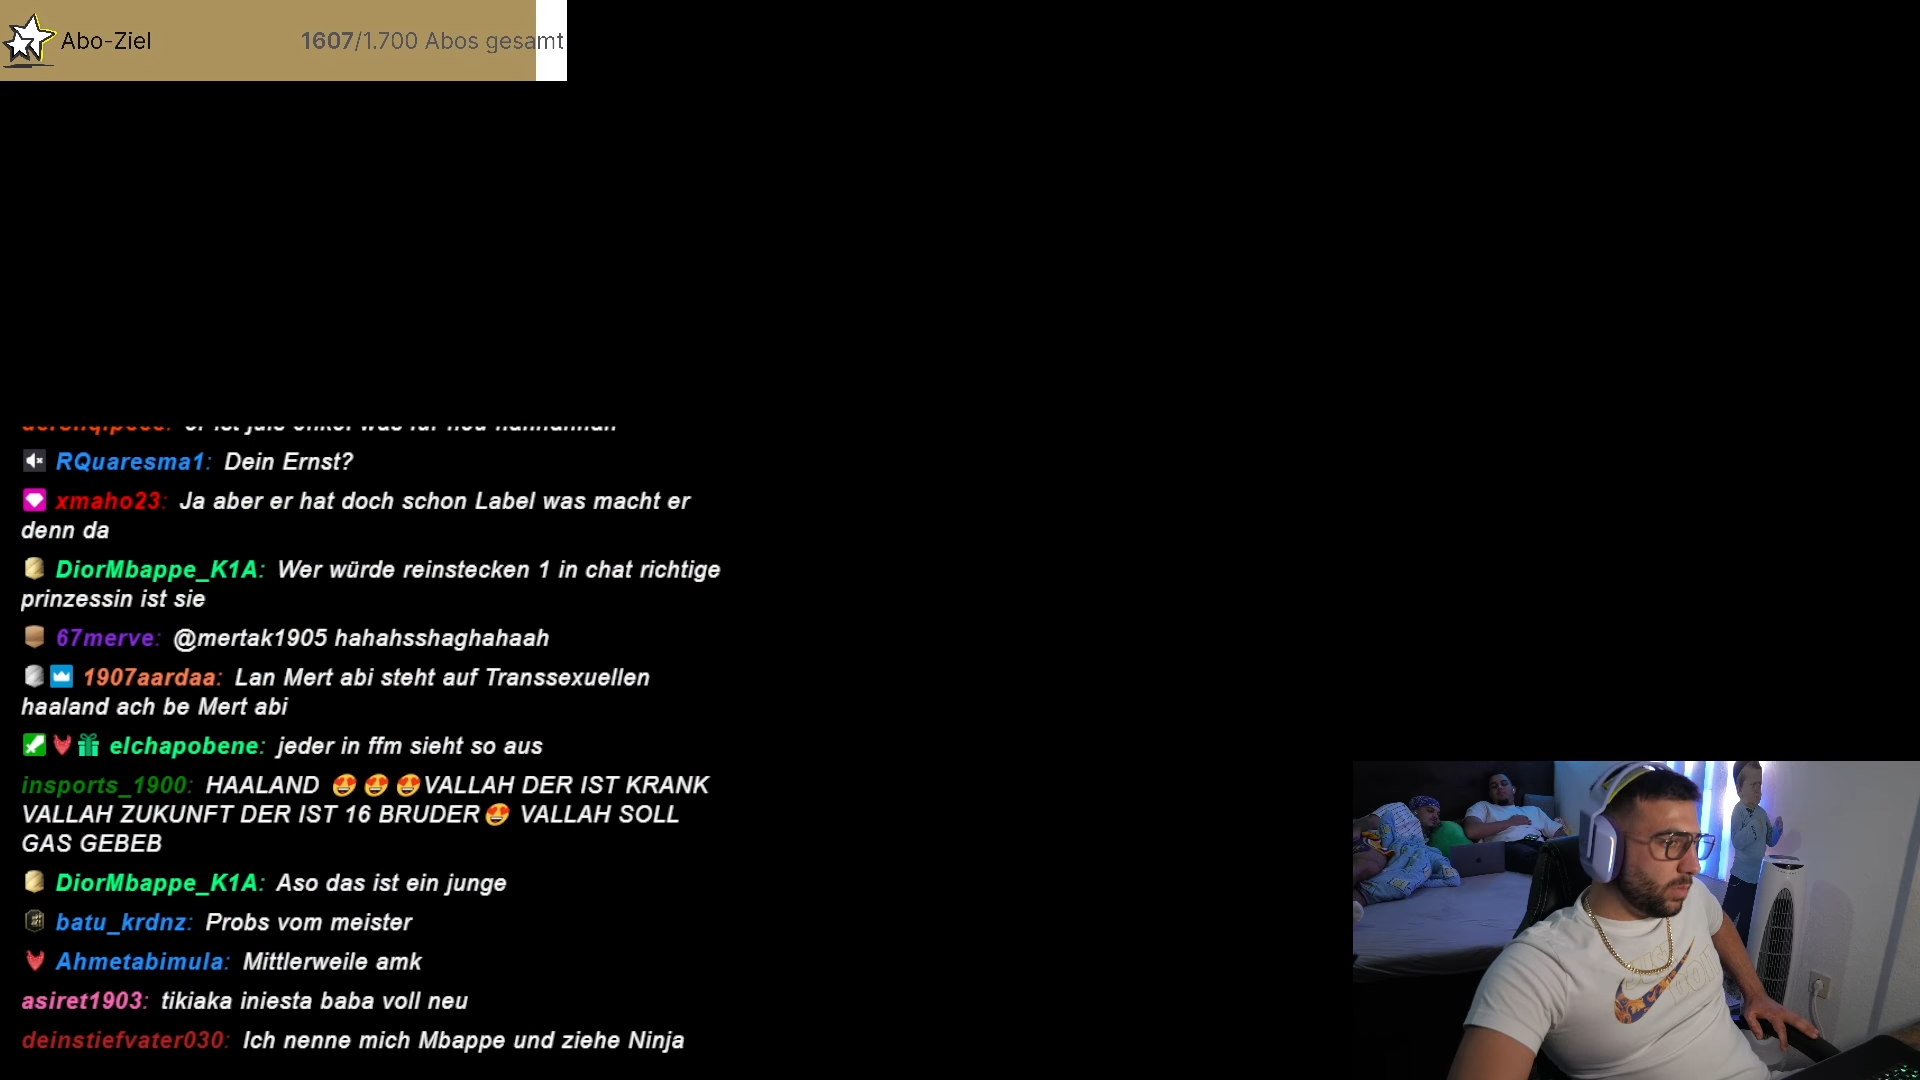 Abo-Ziel
1607/1.700 Abos gesamt
RQuaresma1: Dein Ernst?
xmaho23: Ja aber er hat doch schon Label was macht er
denn da
DiorMbappe_K1A: Wer würde reinstecken 1 in chat richtige
prinzessin ist sie
67merve: @mertak1905 hahahsshaghahaah
1907aardaa: Lan Mert abi steht auf Transsexuellen
haaland ach be Mert abi
elchapobene: jeder in ffm sieht so aus
insports_1900: HAALAND 😍 😍 😍VALLAH DER IST KRANK
VALLAH ZUKUNFT DER IST 16 BRUDER😍 VALLAH SOLL
GAS GEBEB
DiorMbappe_K1A: Aso das ist ein junge
batu_krdnz: Probs vom meister
Ahmetabimula: Mittlerweile amk
asiret1903: tikiaka iniesta baba voll neu
deinstiefvater030: Ich nenne mich Mbappe und ziehe Ninja